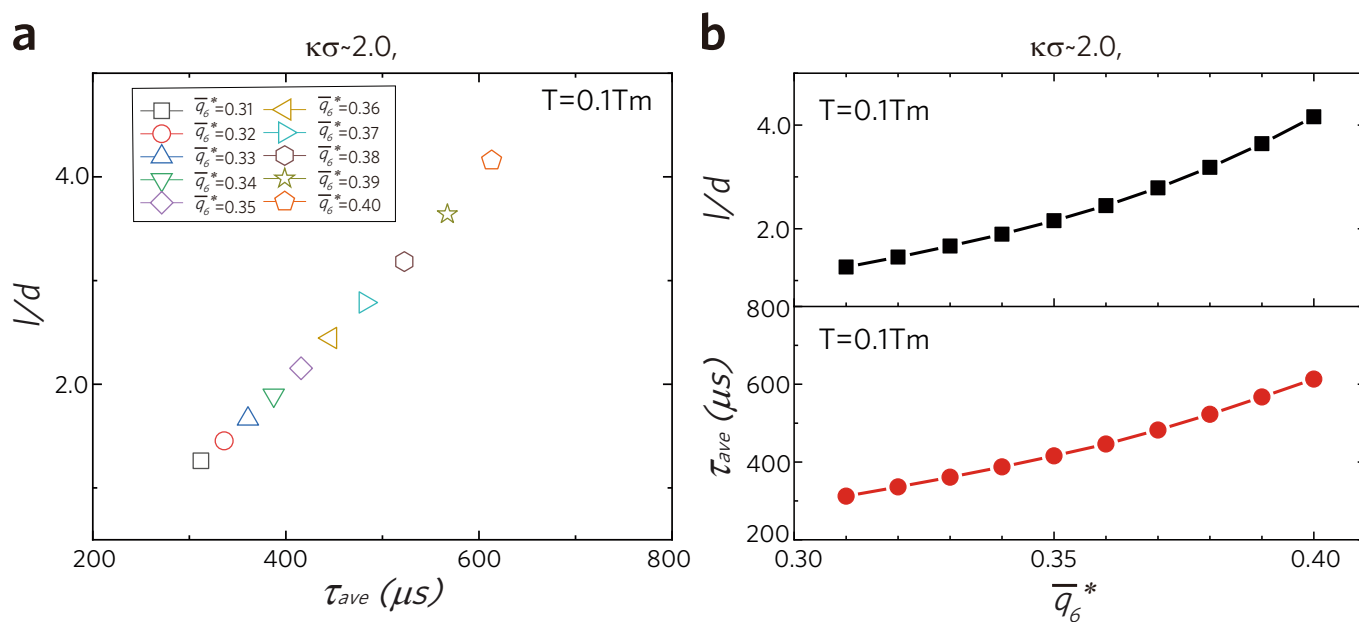 a
κσ~2.0,
T=0.1Tm
q̅₆*=0.31
q̅₆*=0.32
q̅₆*=0.33
q̅₆*=0.34
q̅₆*=0.35
q̅₆*=0.36
q̅₆*=0.37
q̅₆*=0.38
q̅₆*=0.39
q̅₆*=0.40
l/d
4.0
2.0
200 400 600 800
τave (μs)
b
κσ~2.0,
T=0.1Tm
l/d
4.0
2.0
T=0.1Tm
τave (μs)
800
600
400
200
0.30 0.35 0.40
q̅₆*